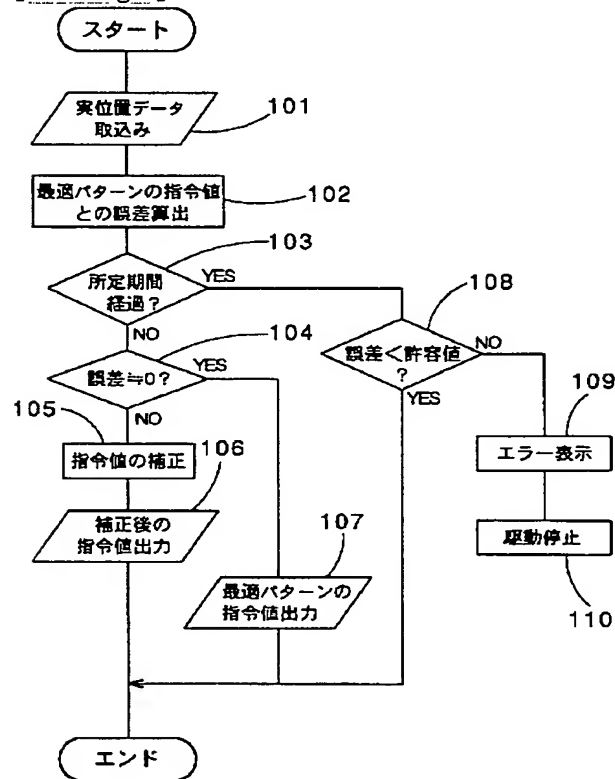 スタート
実位置データ
取込み
101
最適パターンの指令値
との誤差算出
102
103
所定期間
経過?
YES
NO
108
誤差<許容値
?
NO
YES
104
誤差≒0?
YES
NO
109
エラー表示
105
指令値の補正
106
補正後の
指令値出力
107
最適パターンの
指令値出力
駆動停止
110
エンド